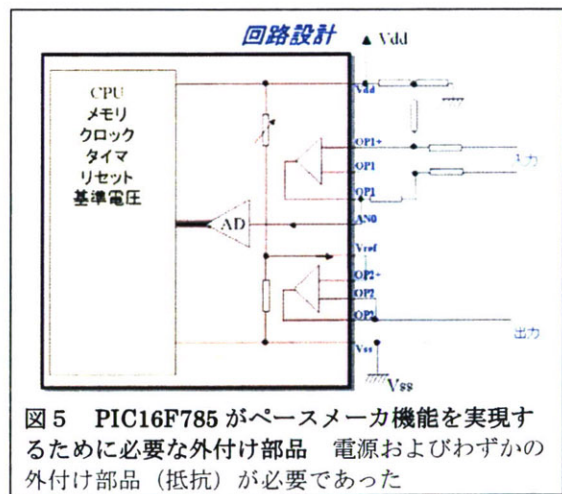 回路設計
Vdd
CPU
メモリ
クロック
タイマ
リセット
基準電圧
Vdd
OP1+
OP1
OP1
入力
AD
AN0
Vref
OP2+
OP2
OP2
出力
Vss
Vss
図5 PIC16F785がペースメーカ機能を実現す
るために必要な外付け部品 電源およびわずかの
外付け部品（抵抗）が必要であった